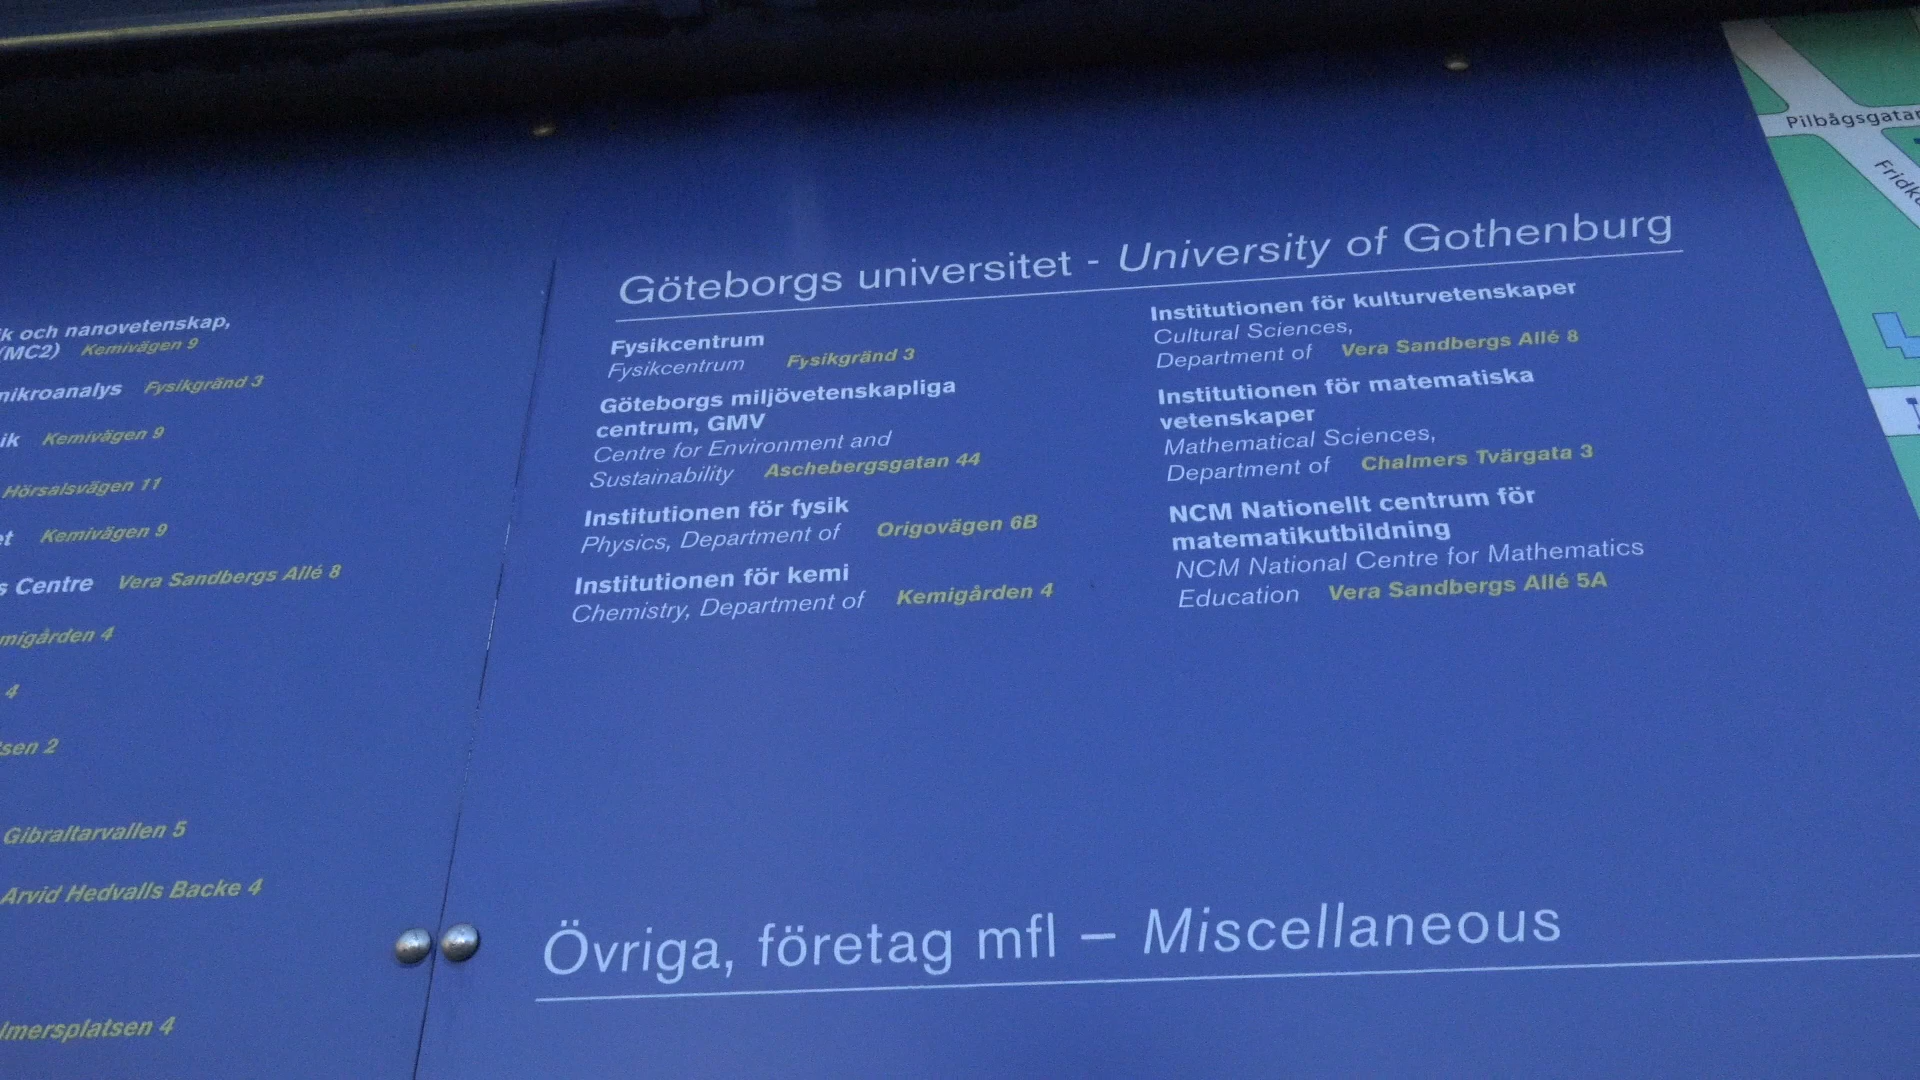 k och nanovetenskap,
(MC2) Kemivägen 9
mikroanalys Fysikgränd 3
ik Kemivägen 9
Hörsalsvägen 11
et Kemivägen 9
s Centre Vera Sandbergs Allé 8
migården 4
4
sen 2
Gibraltarvallen 5
Arvid Hedvalls Backe 4
lmersplatsen 4
Göteborgs universitet - University of Gothenburg
Fysikcentrum
Fysikcentrum Fysikgränd 3
Göteborgs miljövetenskapliga
centrum, GMV
Centre for Environment and
Sustainability Aschebergsgatan 44
Institutionen för fysik
Physics, Department of Origovägen 6B
Institutionen för kemi
Chemistry, Department of Kemigården 4
Institutionen för kulturvetenskaper
Cultural Sciences,
Department of Vera Sandbergs Allé 8
Institutionen för matematiska
vetenskaper
Mathematical Sciences,
Department of Chalmers Tvärgata 3
NCM Nationellt centrum för
matematikutbildning
NCM National Centre for Mathematics
Education Vera Sandbergs Allé 5A
Övriga, företag mfl – Miscellaneous
Pilbågsgatan
Fridk